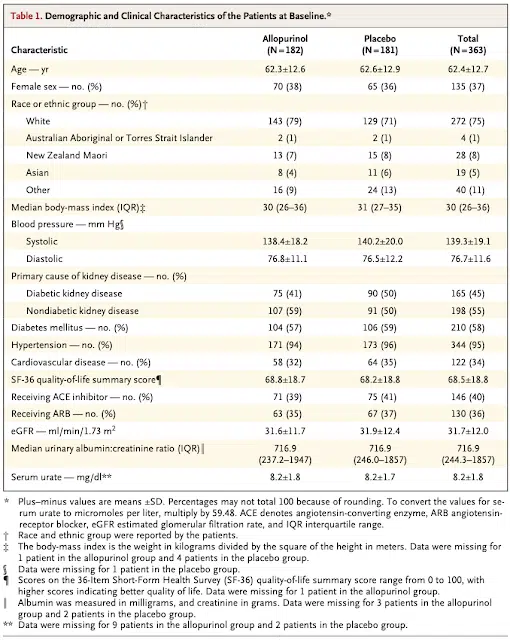 Table 1. Demographic and Clinical Characteristics of the Patients at Baseline.*
Characteristic Allopurinol (N=182) Placebo (N=181) Total (N=363)
Age — yr 62.3±12.6 62.6±12.9 62.4±12.7
Female sex — no. (%) 70 (38) 65 (36) 135 (37)
Race or ethnic group — no. (%)†
White 143 (79) 129 (71) 272 (75)
Australian Aboriginal or Torres Strait Islander 2 (1) 2 (1) 4 (1)
New Zealand Maori 13 (7) 15 (8) 28 (8)
Asian 8 (4) 11 (6) 19 (5)
Other 16 (9) 24 (13) 40 (11)
Median body-mass index (IQR)‡ 30 (26–36) 31 (27–35) 30 (26–36)
Blood pressure — mm Hg§
Systolic 138.4±18.2 140.2±20.0 139.3±19.1
Diastolic 76.8±11.1 76.5±12.2 76.7±11.6
Primary cause of kidney disease — no. (%)
Diabetic kidney disease 75 (41) 90 (50) 165 (45)
Nondiabetic kidney disease 107 (59) 91 (50) 198 (55)
Diabetes mellitus — no. (%) 104 (57) 106 (59) 210 (58)
Hypertension — no. (%) 171 (94) 173 (96) 344 (95)
Cardiovascular disease — no. (%) 58 (32) 64 (35) 122 (34)
SF-36 quality-of-life summary score¶ 68.8±18.7 68.2±18.8 68.5±18.8
Receiving ACE inhibitor — no. (%) 71 (39) 75 (41) 146 (40)
Receiving ARB — no. (%) 63 (35) 67 (37) 130 (36)
eGFR — ml/min/1.73 m² 31.6±11.7 31.9±12.4 31.7±12.0
Median urinary albumin:creatinine ratio (IQR)‖ 716.9 716.9 716.9
(237.2–1947) (246.0–1857) (244.3–1857)
Serum urate — mg/dl** 8.2±1.8 8.2±1.7 8.2±1.8
* Plus–minus values are means ±SD. Percentages may not total 100 because of rounding. To convert the values for se-
rum urate to micromoles per liter, multiply by 59.48. ACE denotes angiotensin-converting enzyme, ARB angiotensin-
receptor blocker, eGFR estimated glomerular filtration rate, and IQR interquartile range.
† Race and ethnic group were reported by the patients.
‡ The body-mass index is the weight in kilograms divided by the square of the height in meters. Data were missing for
1 patient in the allopurinol group and 4 patients in the placebo group.
§ Data were missing for 1 patient in the placebo group.
¶ Scores on the 36-Item Short-Form Health Survey (SF-36) quality-of-life summary score range from 0 to 100, with
higher scores indicating better quality of life. Data were missing for 1 patient in the allopurinol group.
‖ Albumin was measured in milligrams, and creatinine in grams. Data were missing for 3 patients in the allopurinol
group and 2 patients in the placebo group.
** Data were missing for 9 patients in the allopurinol group and 2 patients in the placebo group.